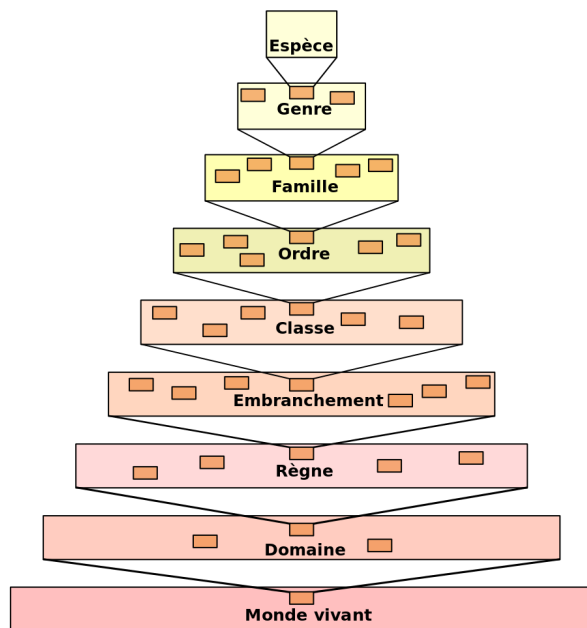 Espèce
Genre
Famille
Ordre
Classe
Embranchement
Règne
Domaine
Monde vivant